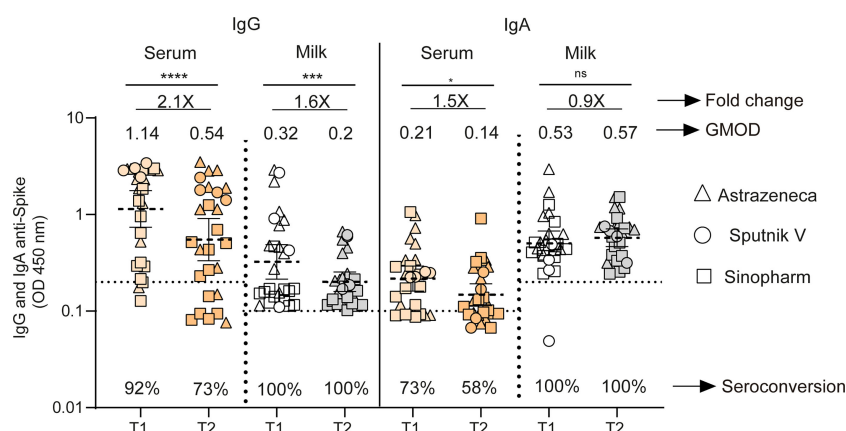 IgG IgA
Serum Milk Serum Milk
**** *** * ns
2.1X 1.6X 1.5X 0.9X Fold change
10
1.14 0.54 0.32 0.2 0.21 0.14 0.53 0.57 GMOD
1
0.1
0.01
IgG and IgA anti-Spike
(OD 450 nm)
Astrazeneca
Sputnik V
Sinopharm
92% 73% 100% 100% 73% 58% 100% 100% Seroconversion
T1 T2 T1 T2 T1 T2 T1 T2